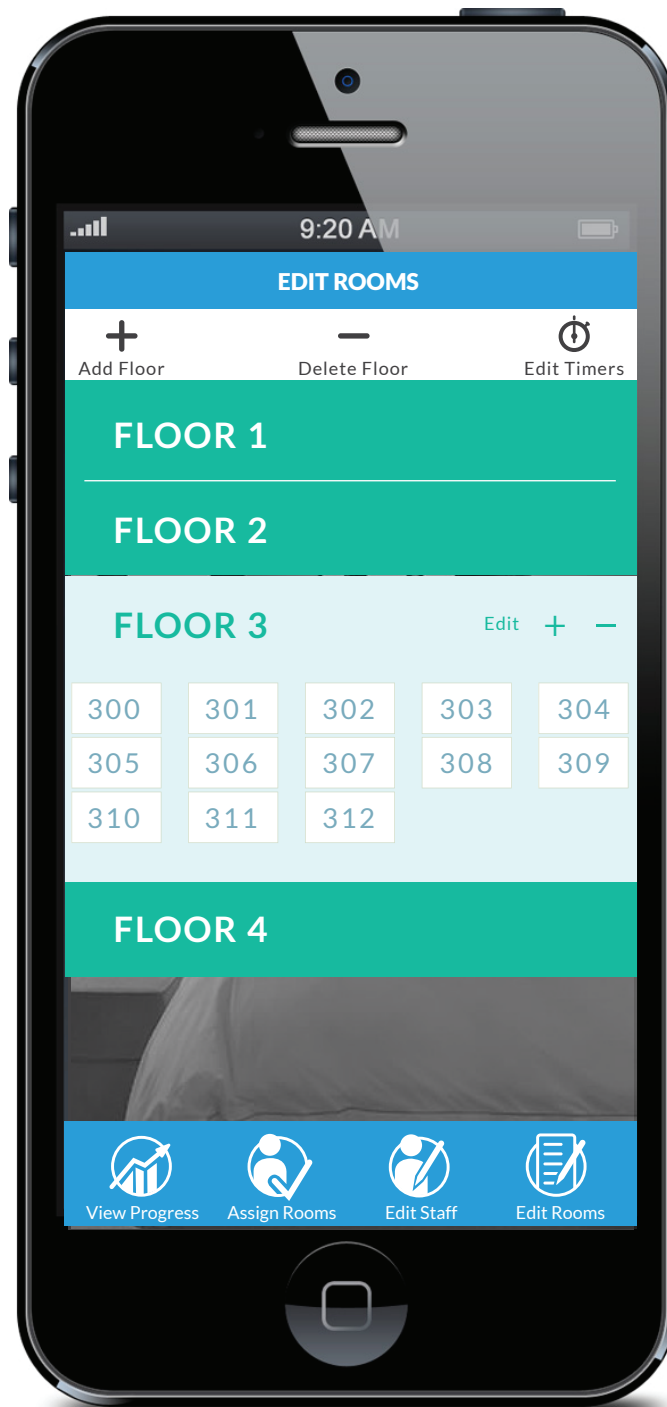 9:20 AM
EDIT ROOMS
Add Floor Delete Floor Edit Timers
FLOOR 1
FLOOR 2
FLOOR 3 Edit + −
300 301 302 303 304
305 306 307 308 309
310 311 312
FLOOR 4
View Progress Assign Rooms Edit Staff Edit Rooms